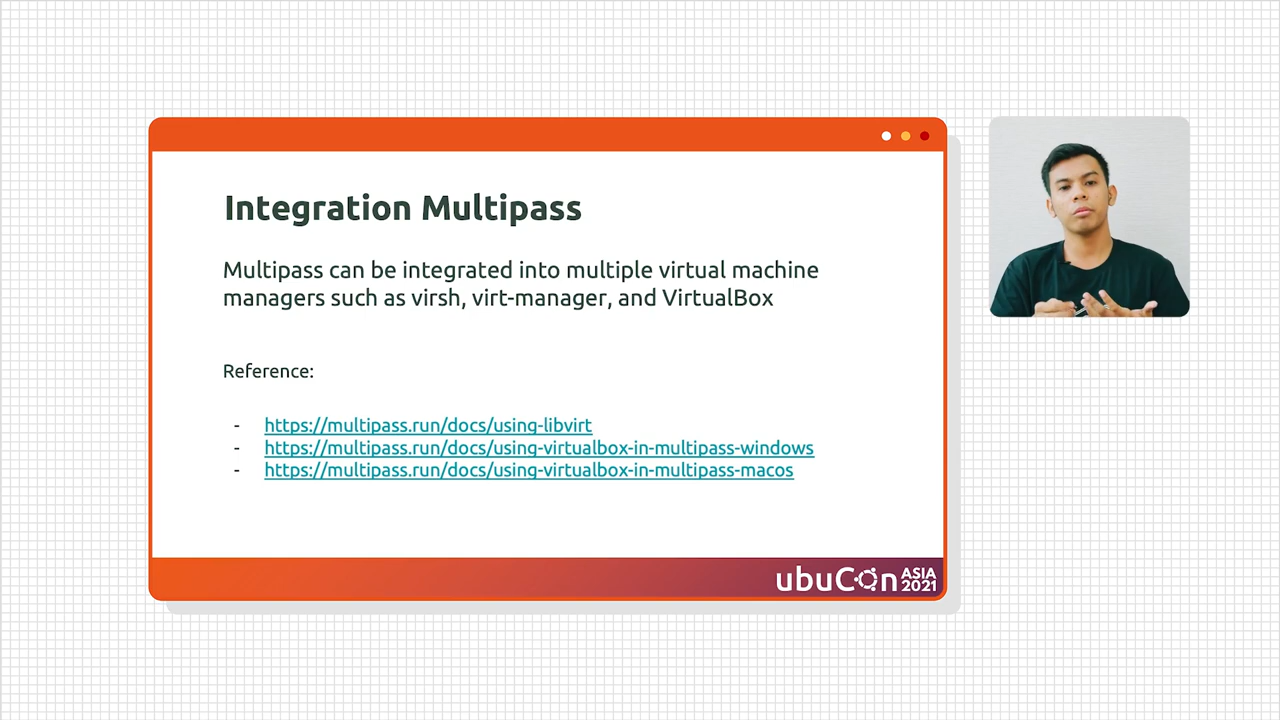 Integration Multipass
Multipass can be integrated into multiple virtual machine
managers such as virsh, virt-manager, and VirtualBox
Reference:
- https://multipass.run/docs/using-libvirt
- https://multipass.run/docs/using-virtualbox-in-multipass-windows
- https://multipass.run/docs/using-virtualbox-in-multipass-macos
ubuCon ASIA
2021